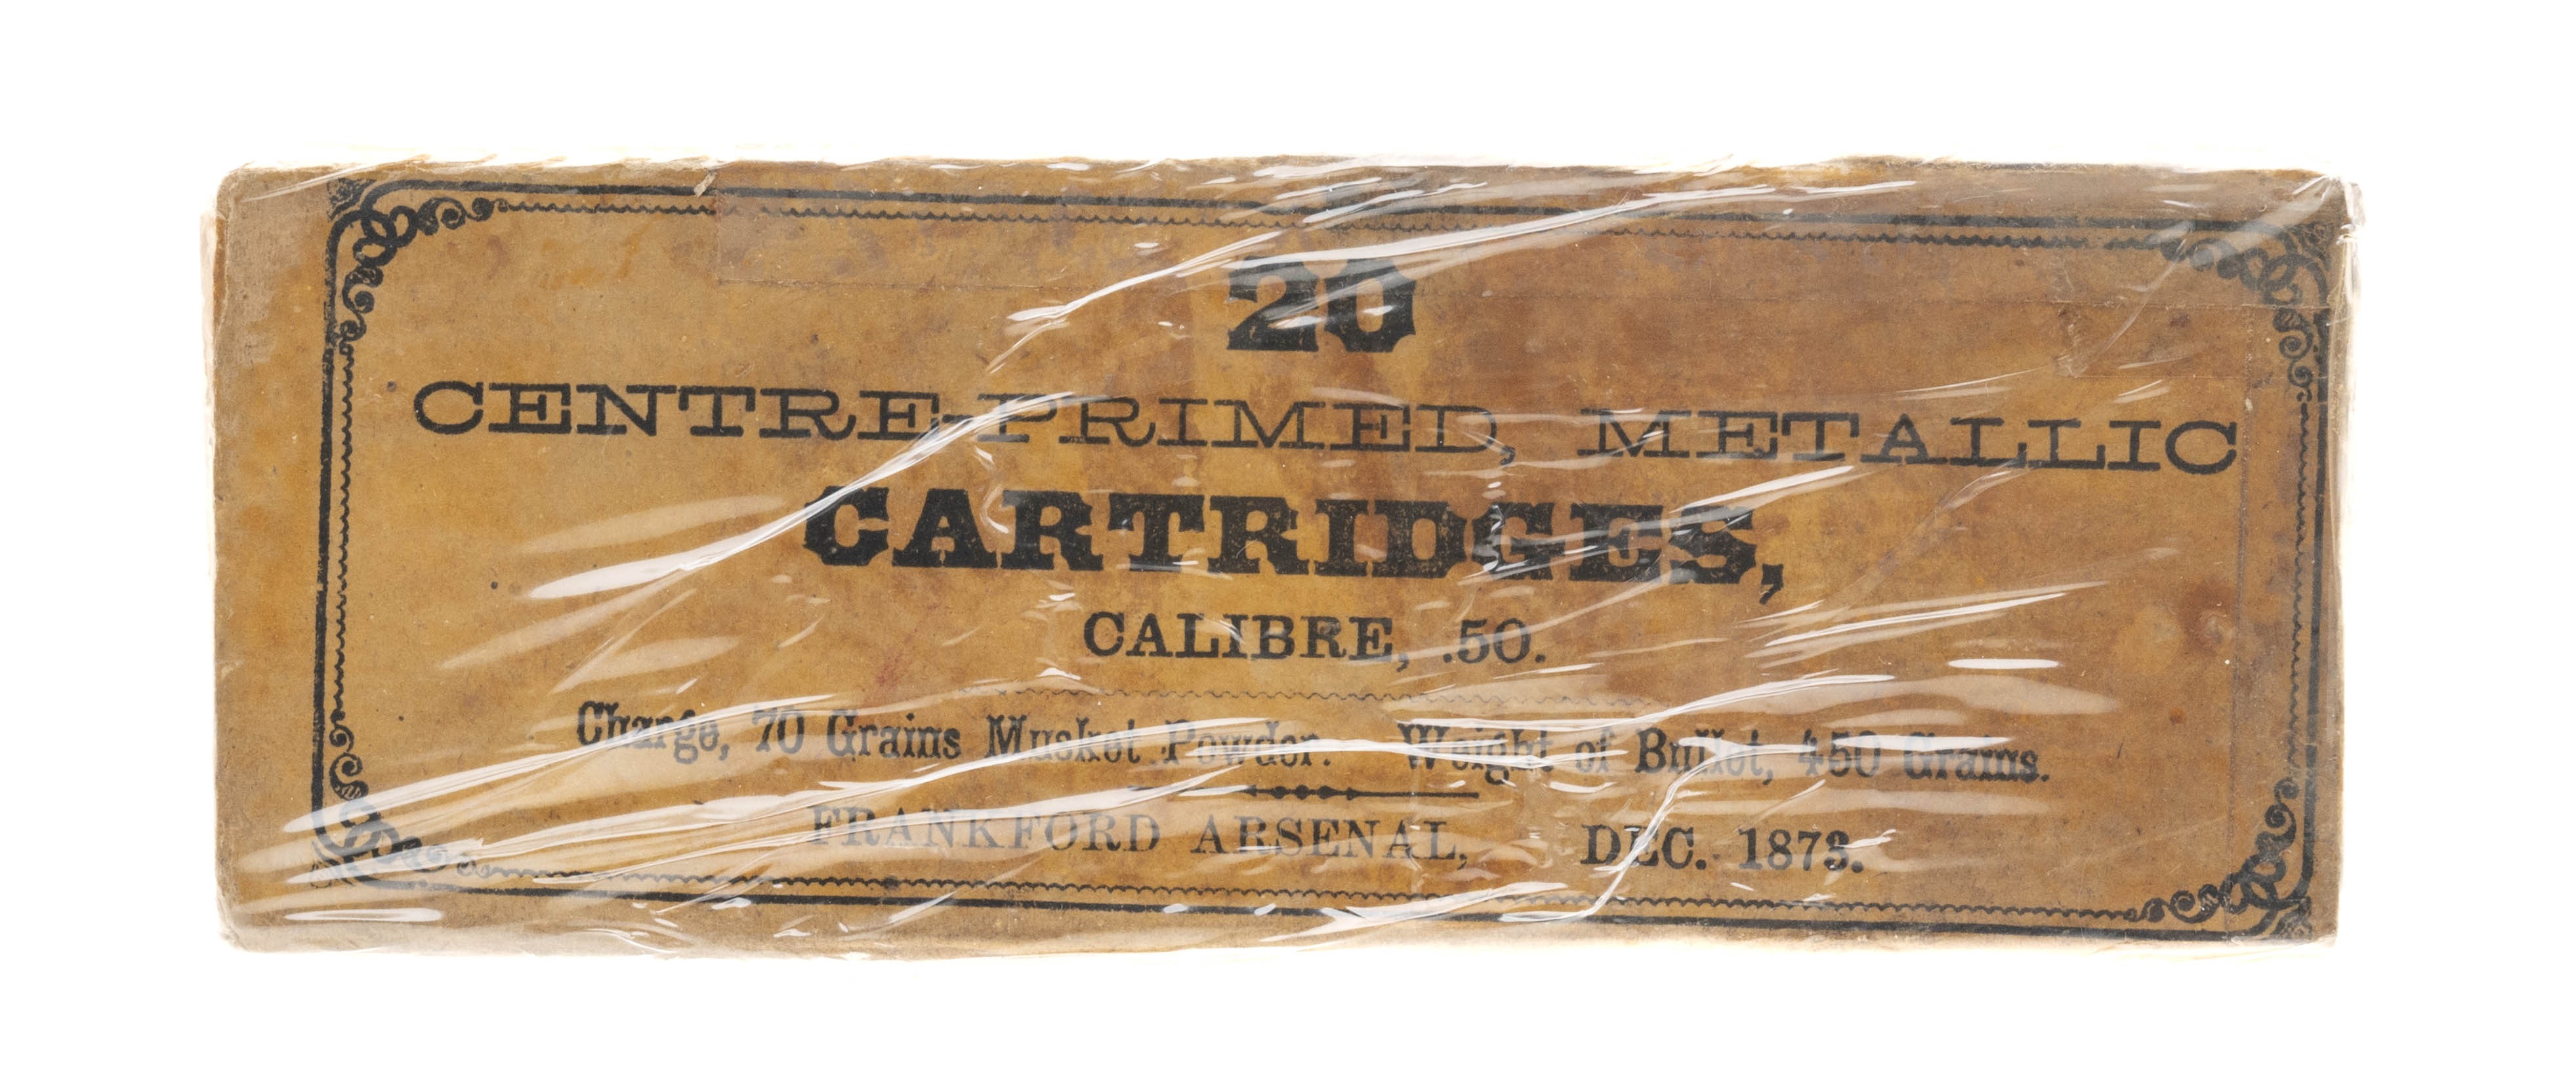 20
CENTRE-PRIMED, METALLIC
CARTRIDGES,
CALIBRE, .50.
Charge, 70 Grains Musket Powder. Weight of Bullet, 450 Grains.
FRANKFORD ARSENAL, DEC. 1873.